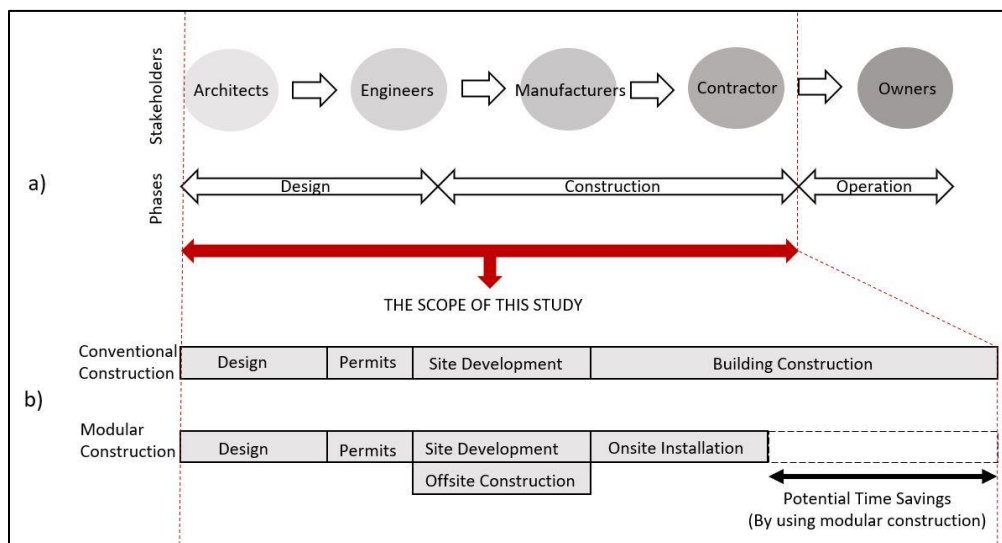 Stakeholders
Architects
Engineers
Manufacturers
Contractor
Owners
a)
Phases
Design
Construction
Operation
THE SCOPE OF THIS STUDY
b)
Conventional
Construction
Design
Permits
Site Development
Building Construction
Modular
Construction
Design
Permits
Site Development
Onsite Installation
Offsite Construction
Potential Time Savings
(By using modular construction)